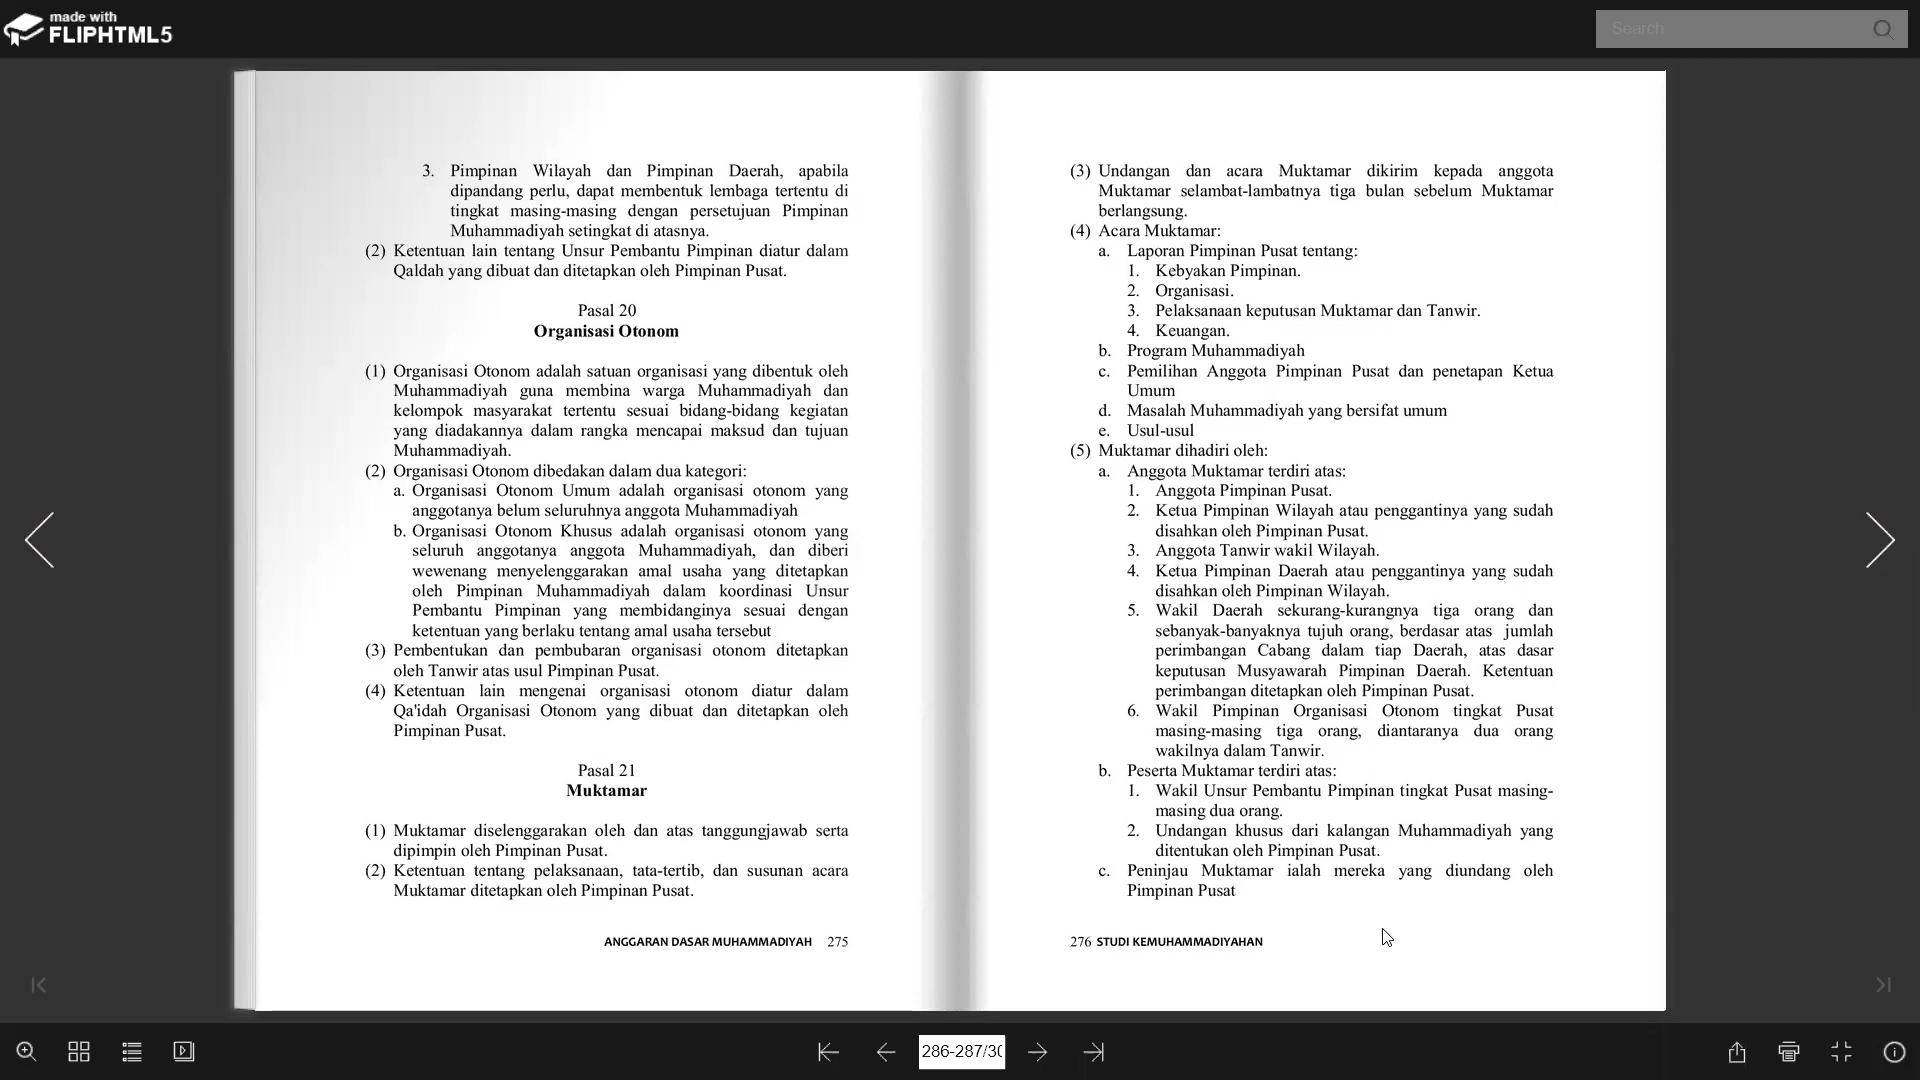 made with
FLIPHTML5
Search
3. Pimpinan Wilayah dan Pimpinan Daerah, apabila
dipandang perlu, dapat membentuk lembaga tertentu di
tingkat masing-masing dengan persetujuan Pimpinan
Muhammadiyah setingkat di atasnya.
(2) Ketentuan lain tentang Unsur Pembantu Pimpinan diatur dalam
Qaldah yang dibuat dan ditetapkan oleh Pimpinan Pusat.
Pasal 20
Organisasi Otonom
(1) Organisasi Otonom adalah satuan organisasi yang dibentuk oleh
Muhammadiyah guna membina warga Muhammadiyah dan
kelompok masyarakat tertentu sesuai bidang-bidang kegiatan
yang diadakannya dalam rangka mencapai maksud dan tujuan
Muhammadiyah.
(2) Organisasi Otonom dibedakan dalam dua kategori:
a. Organisasi Otonom Umum adalah organisasi otonom yang
anggotanya belum seluruhnya anggota Muhammadiyah
b. Organisasi Otonom Khusus adalah organisasi otonom yang
seluruh anggotanya anggota Muhammadiyah, dan diberi
wewenang menyelenggarakan amal usaha yang ditetapkan
oleh Pimpinan Muhammadiyah dalam koordinasi Unsur
Pembantu Pimpinan yang membidanginya sesuai dengan
ketentuan yang berlaku tentang amal usaha tersebut
(3) Pembentukan dan pembubaran organisasi otonom ditetapkan
oleh Tanwir atas usul Pimpinan Pusat.
(4) Ketentuan lain mengenai organisasi otonom diatur dalam
Qa'idah Organisasi Otonom yang dibuat dan ditetapkan oleh
Pimpinan Pusat.
Pasal 21
Muktamar
(1) Muktamar diselenggarakan oleh dan atas tanggungjawab serta
dipimpin oleh Pimpinan Pusat.
(2) Ketentuan tentang pelaksanaan, tata-tertib, dan susunan acara
Muktamar ditetapkan oleh Pimpinan Pusat.
ANGGARAN DASAR MUHAMMADIYAH 275
(3) Undangan dan acara Muktamar dikirim kepada anggota
Muktamar selambat-lambatnya tiga bulan sebelum Muktamar
berlangsung.
(4) Acara Muktamar:
a. Laporan Pimpinan Pusat tentang:
1. Kebyakan Pimpinan.
2. Organisasi.
3. Pelaksanaan keputusan Muktamar dan Tanwir.
4. Keuangan.
b. Program Muhammadiyah
c. Pemilihan Anggota Pimpinan Pusat dan penetapan Ketua
Umum
d. Masalah Muhammadiyah yang bersifat umum
e. Usul-usul
(5) Muktamar dihadiri oleh:
a. Anggota Muktamar terdiri atas:
1. Anggota Pimpinan Pusat.
2. Ketua Pimpinan Wilayah atau penggantinya yang sudah
disahkan oleh Pimpinan Pusat.
3. Anggota Tanwir wakil Wilayah.
4. Ketua Pimpinan Daerah atau penggantinya yang sudah
disahkan oleh Pimpinan Wilayah.
5. Wakil Daerah sekurang-kurangnya tiga orang dan
sebanyak-banyaknya tujuh orang, berdasar atas jumlah
perimbangan Cabang dalam tiap Daerah, atas dasar
keputusan Musyawarah Pimpinan Daerah. Ketentuan
perimbangan ditetapkan oleh Pimpinan Pusat.
6. Wakil Pimpinan Organisasi Otonom tingkat Pusat
masing-masing tiga orang, diantaranya dua orang
wakilnya dalam Tanwir.
b. Peserta Muktamar terdiri atas:
1. Wakil Unsur Pembantu Pimpinan tingkat Pusat masing-
masing dua orang.
2. Undangan khusus dari kalangan Muhammadiyah yang
ditentukan oleh Pimpinan Pusat.
c. Peninjau Muktamar ialah mereka yang diundang oleh
Pimpinan Pusat
276 STUDI KEMUHAMMADIYAHAN
286-287/30